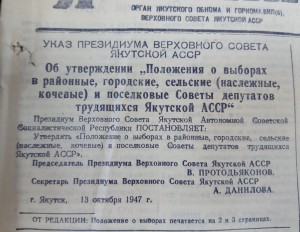 ОРГАН ЯКУТСКОГО ОБКОМА И ГОРКОМА ВКП(б),
ВЕРХОВНОГО СОВЕТА ЯКУТСКОЙ АССР
УКАЗ ПРЕЗИДИУМА ВЕРХОВНОГО СОВЕТА
ЯКУТСКОЙ АССР
Об утверждении „Положения о выборах
в районные, городские, сельские (наслежные,
кочевые) и поселковые Советы депутатов
трудящихся Якутской АССР“
Президиум Верховного Совета Якутской Автономной Советской
Социалистической Республики ПОСТАНОВЛЯЕТ:
Утвердить «Положение о выборах в районные, городские, сельские
(наслежные, кочевые) и поселковые Советы депутатов трудящихся
Якутской АССР».
Председатель Президиума Верховного Совета Якутской АССР
В. ПРОТОДЬЯКОНОВ.
Секретарь Президиума Верховного Совета Якутской АССР
А. ДАНИЛОВА.
г. Якутск, 13 октября 1947 г.
ОТ РЕДАКЦИИ: Положение о выборах печатается на 2 и 3 страницах.